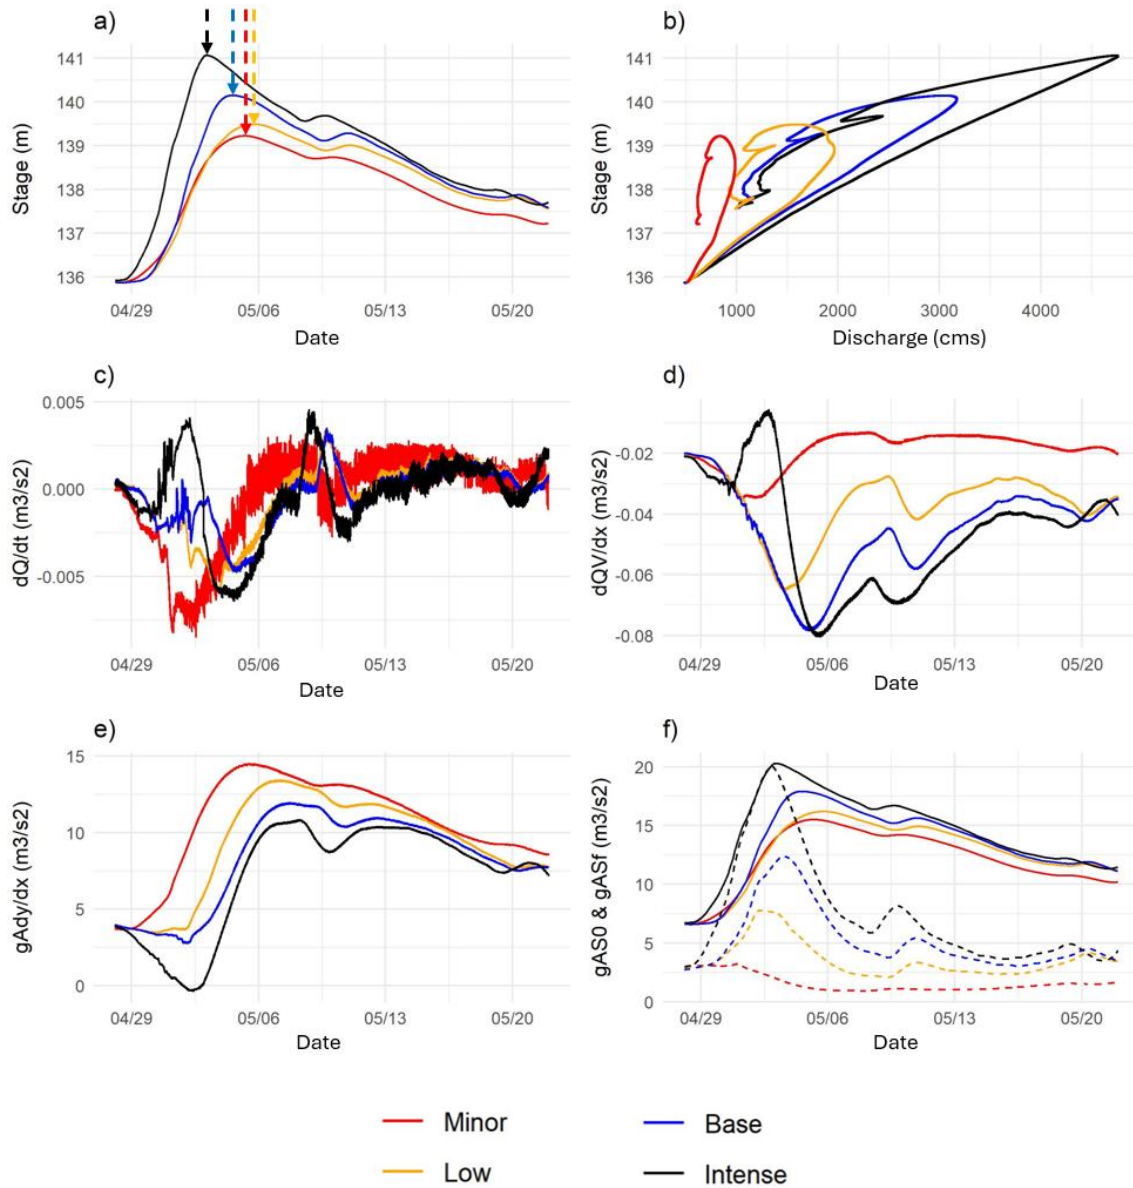 a)
Stage (m)
141
140
139
138
137
136
04/29
05/06
05/13
05/20
Date
b)
Stage (m)
141
140
139
138
137
136
1000
2000
3000
4000
Discharge (cms)
c)
dQ/dt (m3/s2)
0.005
0.000
-0.005
04/29
05/06
05/13
05/20
Date
d)
dQV/dx (m3/s2)
-0.02
-0.04
-0.06
-0.08
04/29
05/06
05/13
05/20
Date
e)
gAdy/dx (m3/s2)
15
10
5
0
04/29
05/06
05/13
05/20
Date
f)
gAS0 & gASf (m3/s2)
20
15
10
5
0
04/29
05/06
05/13
05/20
Date
Minor
Base
Low
Intense